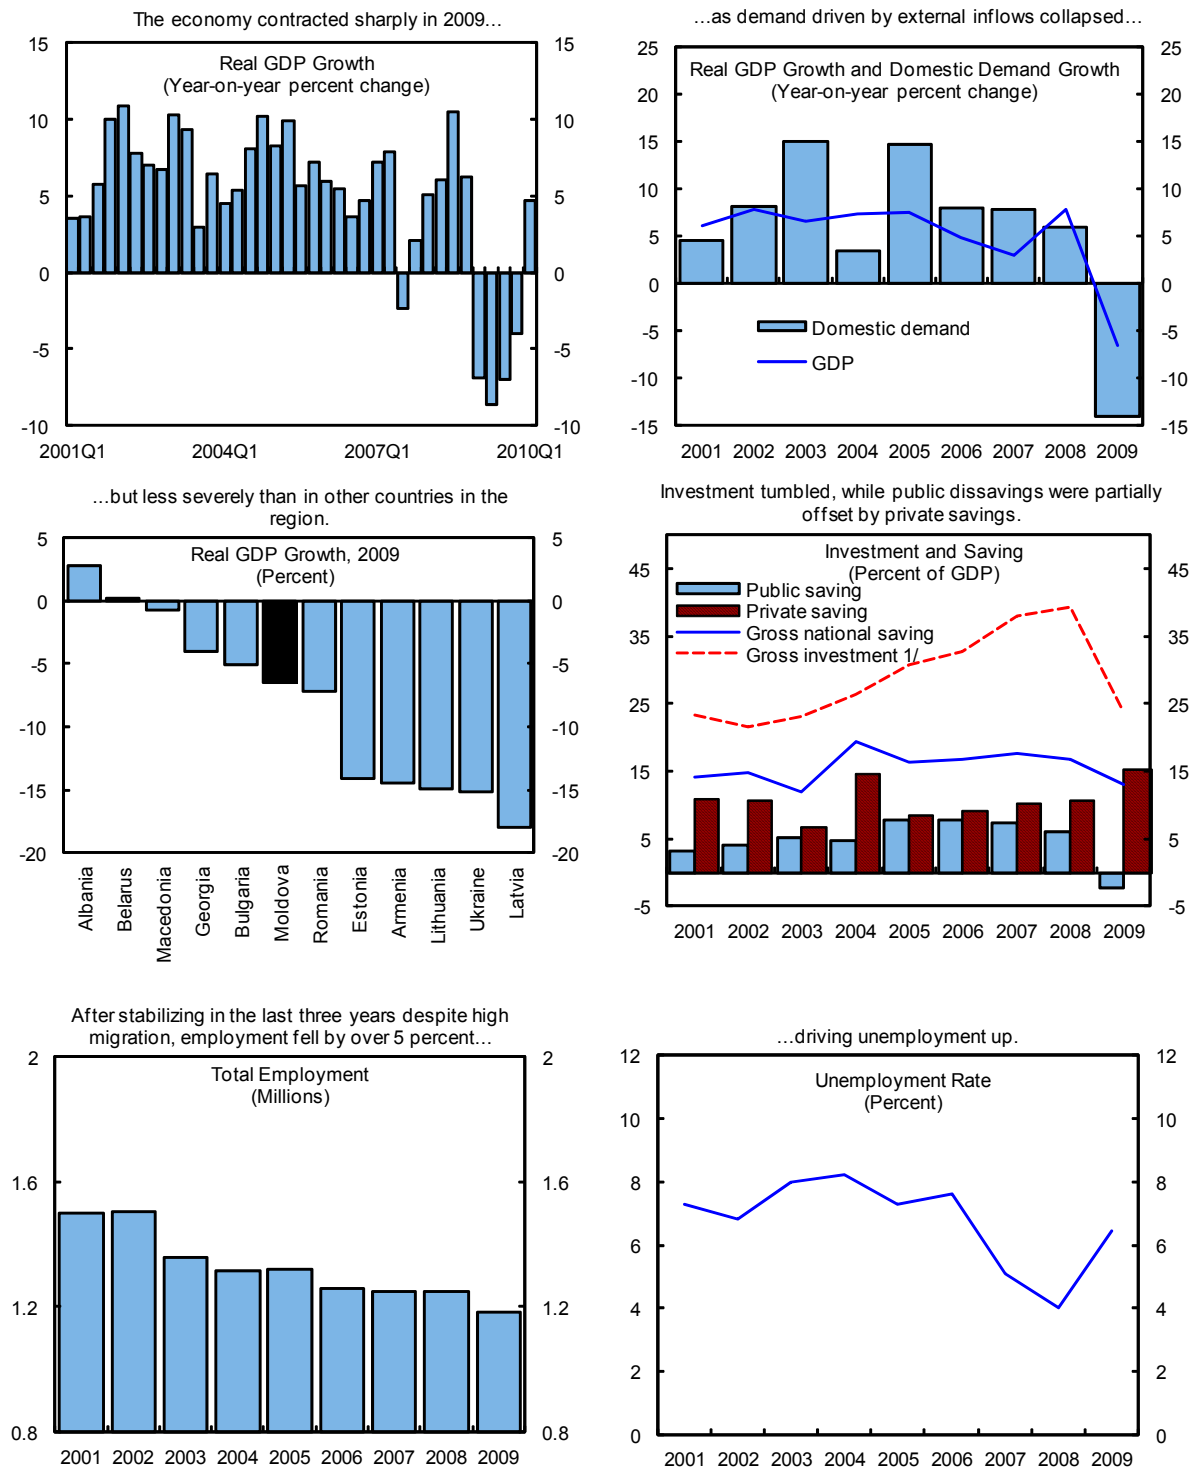 The economy contracted sharply in 2009…
Real GDP Growth
(Year-on-year percent change)
15
10
5
0
-5
-10
15
10
5
0
-5
-10
2001Q1 2004Q1 2007Q1 2010Q1
…as demand driven by external inflows collapsed…
Real GDP Growth and Domestic Demand Growth
(Year-on-year percent change)
25
20
15
10
5
0
-5
-10
-15
25
20
15
10
5
0
-5
-10
-15
Domestic demand
GDP
2001 2002 2003 2004 2005 2006 2007 2008 2009
…but less severely than in other countries in the
region.
Real GDP Growth, 2009
(Percent)
5
0
-5
-10
-15
-20
5
0
-5
-10
-15
-20
Albania
Belarus
Macedonia
Georgia
Bulgaria
Moldova
Romania
Estonia
Armenia
Lithuania
Ukraine
Latvia
Investment tumbled, while public dissavings were partially
offset by private savings.
Investment and Saving
(Percent of GDP)
45
35
25
15
5
-5
45
35
25
15
5
-5
Public saving
Private saving
Gross national saving
Gross investment 1/
2001 2002 2003 2004 2005 2006 2007 2008 2009
After stabilizing in the last three years despite high
migration, employment fell by over 5 percent…
Total Employment
(Millions)
2
1.6
1.2
0.8
2
1.6
1.2
0.8
2001 2002 2003 2004 2005 2006 2007 2008 2009
…driving unemployment up.
Unemployment Rate
(Percent)
12
10
8
6
4
2
0
12
10
8
6
4
2
0
2001 2002 2003 2004 2005 2006 2007 2008 2009